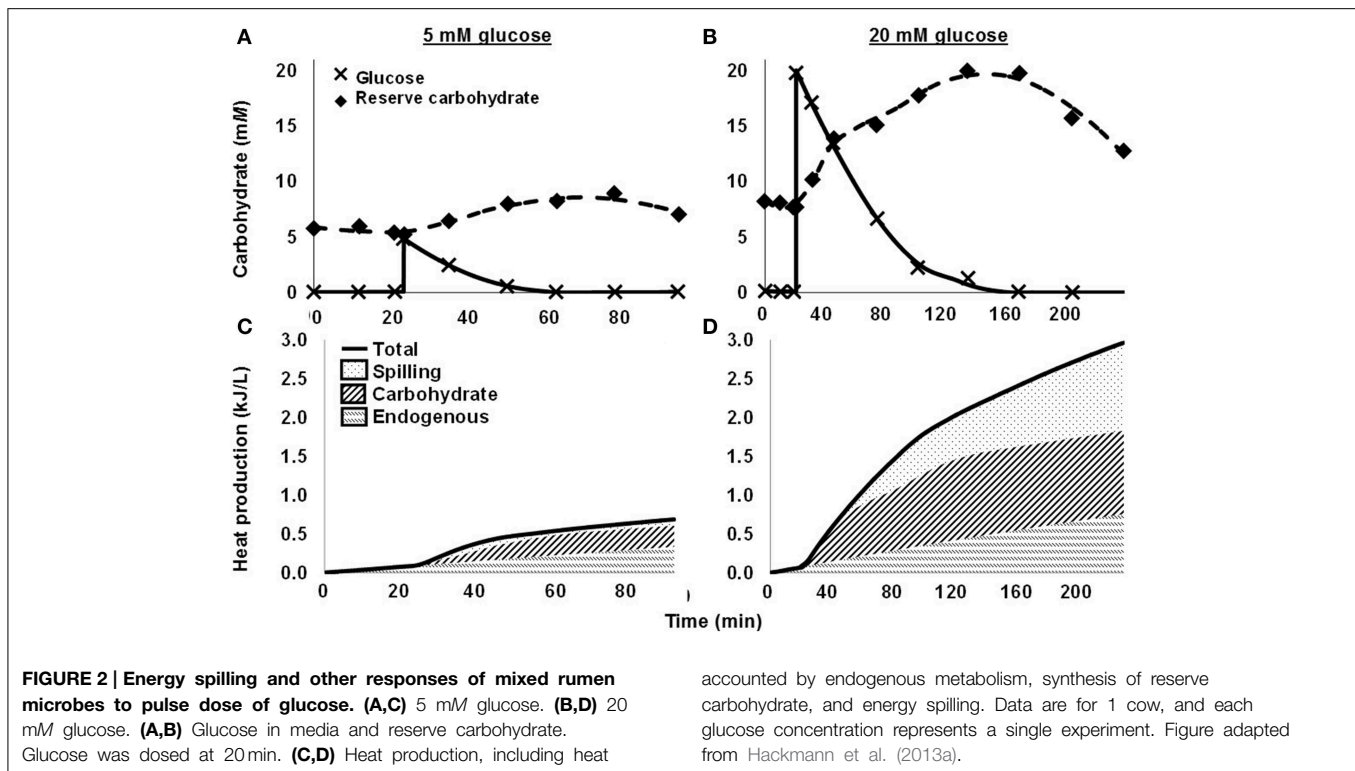 A
5 mM glucose
B
20 mM glucose
Carbohydrate (mM)
20
15
10
5
0
Glucose
Reserve carbohydrate
00 20 40 60 80
20
15
10
5
0
0 40 80 120 160 200
C
D
Heat production (kJ/L)
3.0
2.5
2.0
1.5
1.0
0.5
0.0
Total
Spilling
Carbohydrate
Endogenous
0 20 40 60 80
3.0
2.5
2.0
1.5
1.0
0.5
0.0
0 40 80 120 160 200
Time (min)
FIGURE 2 | Energy spilling and other responses of mixed rumen
microbes to pulse dose of glucose. (A,C) 5 mM glucose. (B,D) 20
mM glucose. (A,B) Glucose in media and reserve carbohydrate.
Glucose was dosed at 20 min. (C,D) Heat production, including heat
accounted by endogenous metabolism, synthesis of reserve
carbohydrate, and energy spilling. Data are for 1 cow, and each
glucose concentration represents a single experiment. Figure adapted
from Hackmann et al. (2013a).